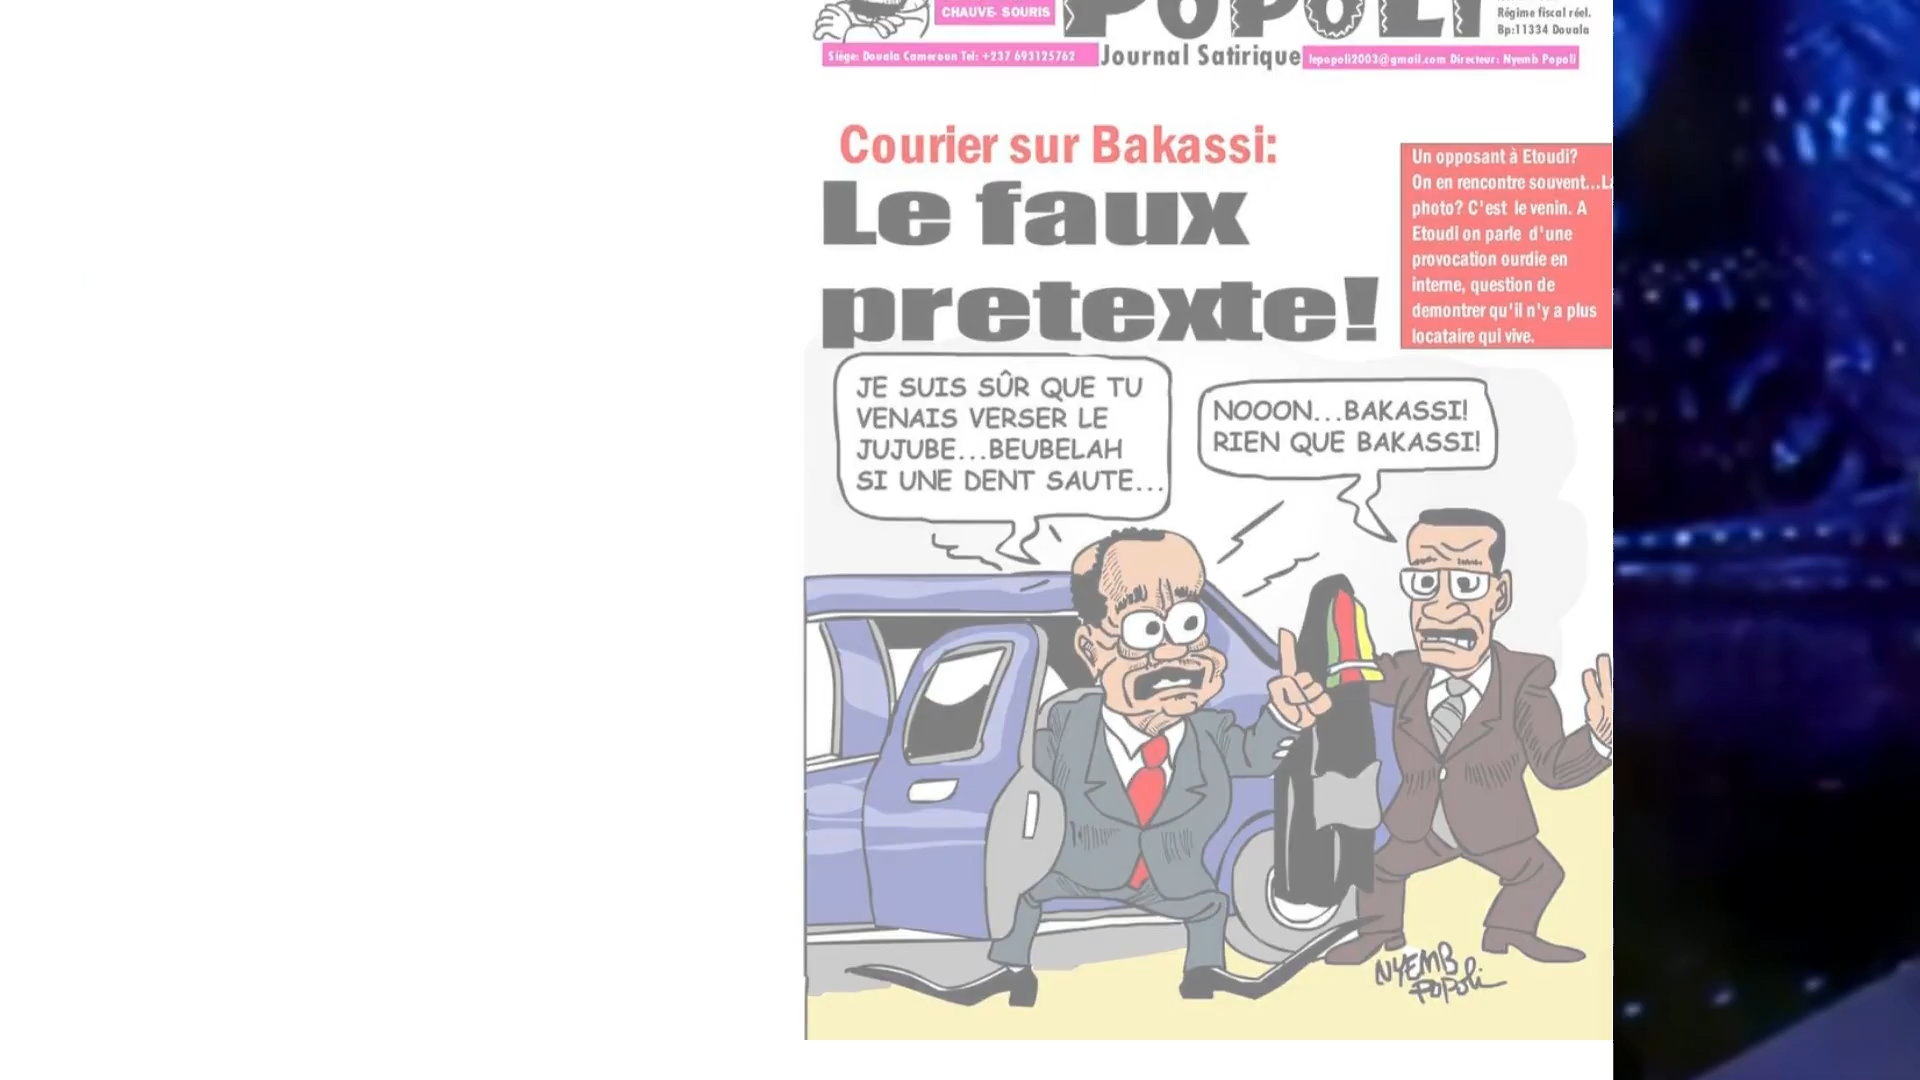 CHAUVE- SOURIS
POPOLI
Régime fiscal réel.
Bp:11334 Douala
Siège: Douala Cameroun Tel: +237 693125762
Journal Satirique
lepopoli2003@gmail.com Directeur: Nyemb Popoli
Courier sur Bakassi:
Le faux
pretexte!
Un opposant à Etoudi?
On en rencontre souvent...La
photo? C'est le venin. A
Etoudi on parle d'une
provocation ourdie en
interne, question de
demontrer qu'il n'y a plus
locataire qui vive.
JE SUIS SÛR QUE TU
VENAIS VERSER LE
JUJUBE...BEUBELAH
SI UNE DENT SAUTE...
NOOON...BAKASSI!
RIEN QUE BAKASSI!
NYEMB
POPOLI